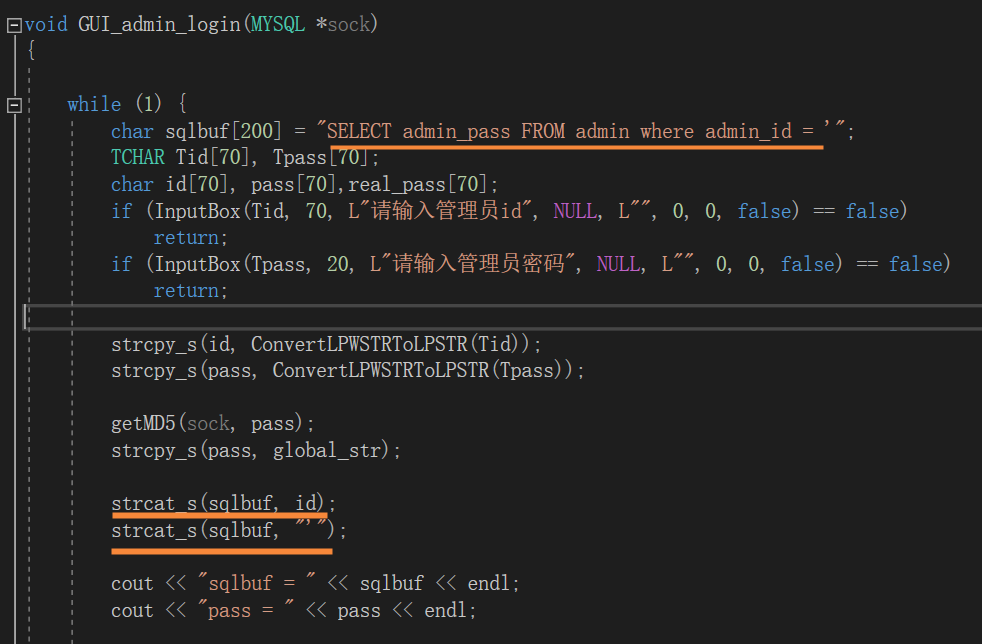 void GUI_admin_login(MYSQL *sock)
{
while (1) {
char sqlbuf[200] = "SELECT admin_pass FROM admin where admin_id = '";
TCHAR Tid[70], Tpass[70];
char id[70], pass[70],real_pass[70];
if (InputBox(Tid, 70, L"请输入管理员id", NULL, L"", 0, 0, false) == false)
return;
if (InputBox(Tpass, 20, L"请输入管理员密码", NULL, L"", 0, 0, false) == false)
return;
strcpy_s(id, ConvertLPWSTRToLPSTR(Tid));
strcpy_s(pass, ConvertLPWSTRToLPSTR(Tpass));
getMD5(sock, pass);
strcpy_s(pass, global_str);
strcat_s(sqlbuf, id);
strcat_s(sqlbuf, "'");
cout << "sqlbuf = " << sqlbuf << endl;
cout << "pass = " << pass << endl;